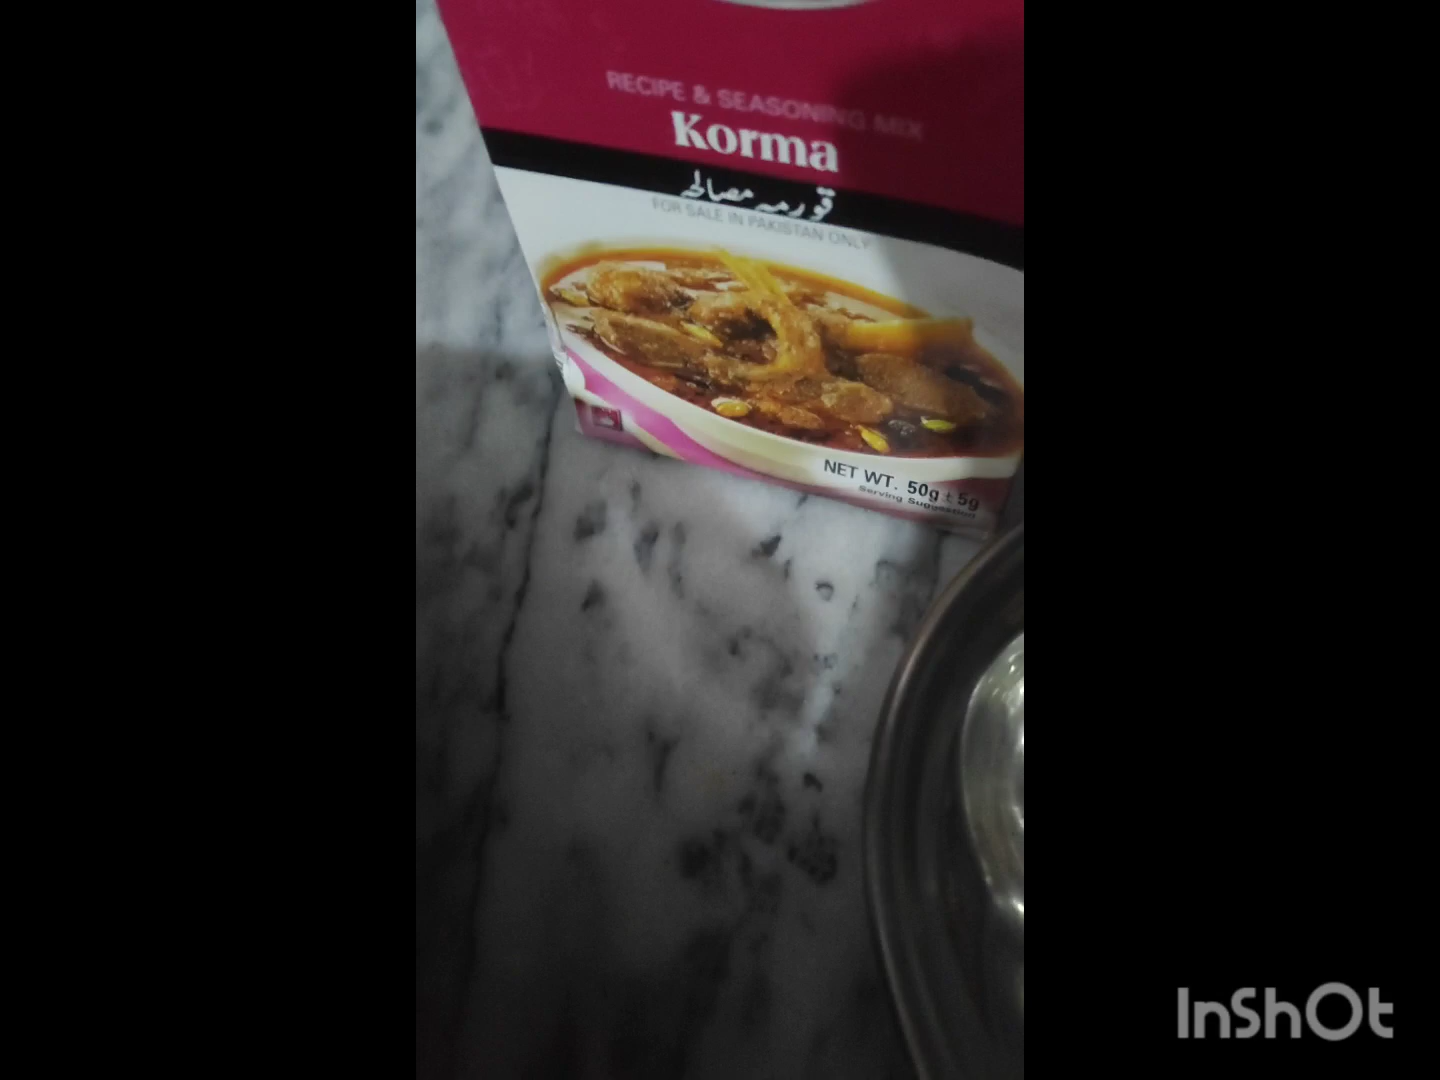 RECIPE & SEASONING MIX
Korma
قورمہ مصالحہ
FOR SALE IN PAKISTAN ONLY
NET WT. 50g ± 5g
Serving Suggestion
InShOt